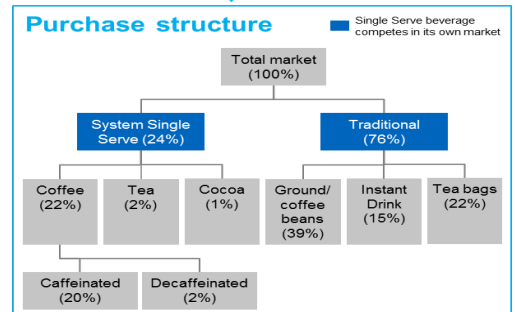 Purchase structure
Single Serve beverage
competes in its own market
Total market
(100%)
System Single
Serve (24%)
Traditional
(76%)
Coffee
(22%)
Tea
(2%)
Cocoa
(1%)
Ground/
coffee
beans
(39%)
Instant
Drink
(15%)
Tea bags
(22%)
Caffeinated
(20%)
Decaffeinated
(2%)